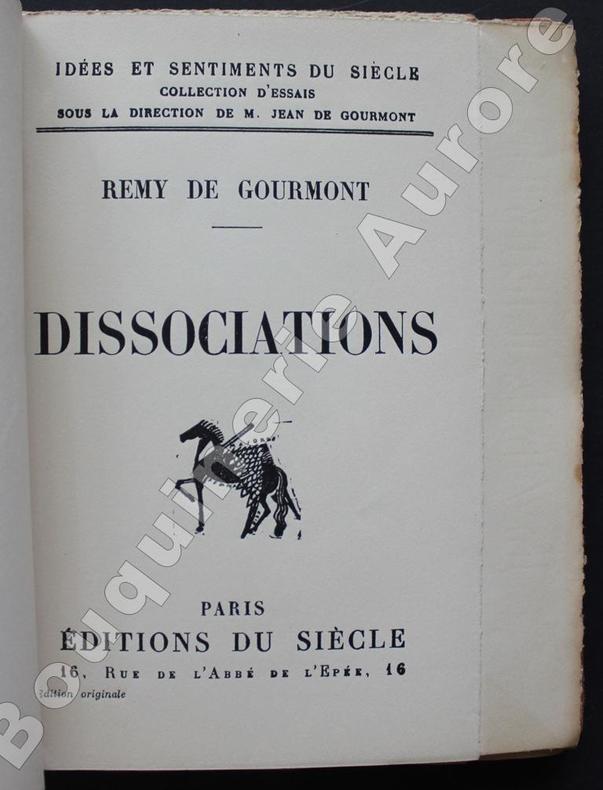 IDÉES ET SENTIMENTS DU SIÈCLE
COLLECTION D'ESSAIS
SOUS LA DIRECTION DE M. JEAN DE GOURMONT
REMY DE GOURMONT
DISSOCIATIONS
PARIS
ÉDITIONS DU SIÈCLE
16, RUE DE L'ABBÉ DE L'EPÉE, 16
Édition originale
Bouquinerie Aurore